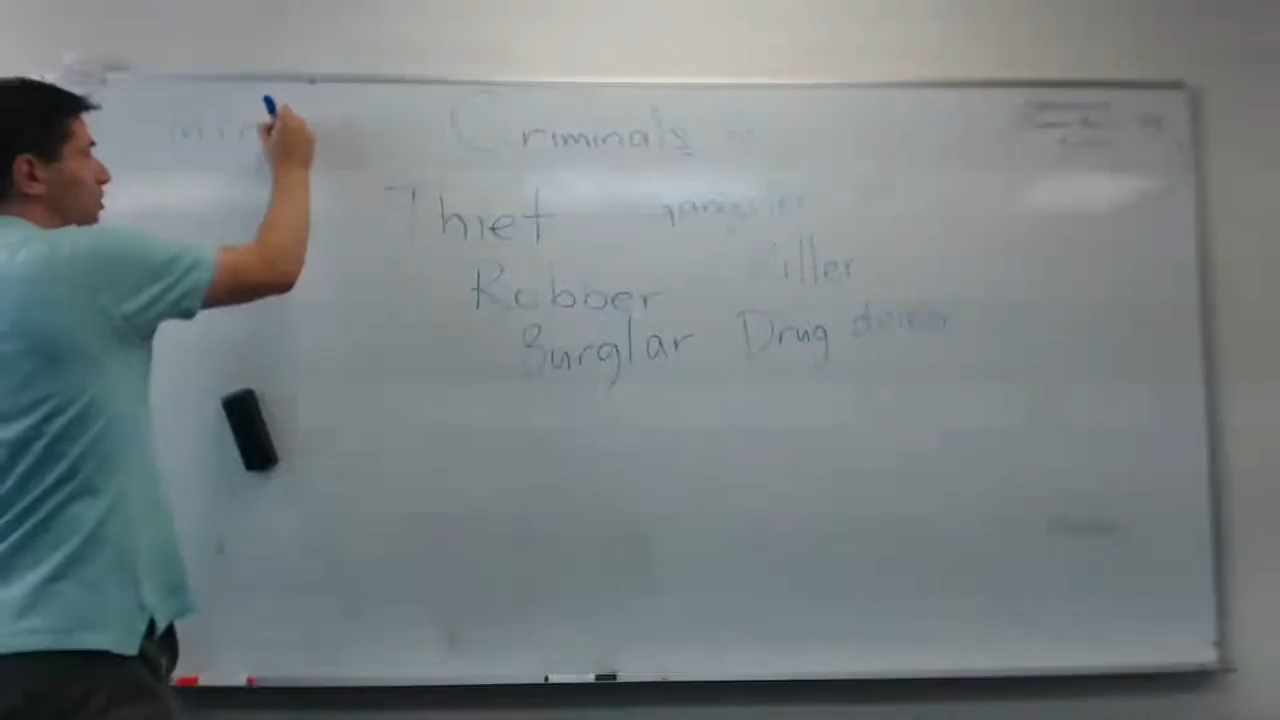 Criminals
Thief gangster
Killer
Robber
Burglar Drug dealer